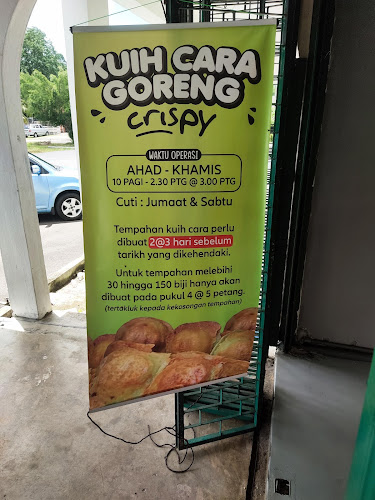 KUIH CARA
GORENG
crispy
WAKTU OPERASI
AHAD - KHAMIS
10 PAGI - 2.30 PTG @ 3.00 PTG
Cuti : Jumaat & Sabtu
Tempahan kuih cara perlu
dibuat 2@3 hari sebelum
tarikh yang dikehendaki.
Untuk tempahan melebihi
30 hingga 150 biji hanya akan
dibuat pada pukul 4 @ 5 petang.
(tertakluk kepada kekosongan tempahan)